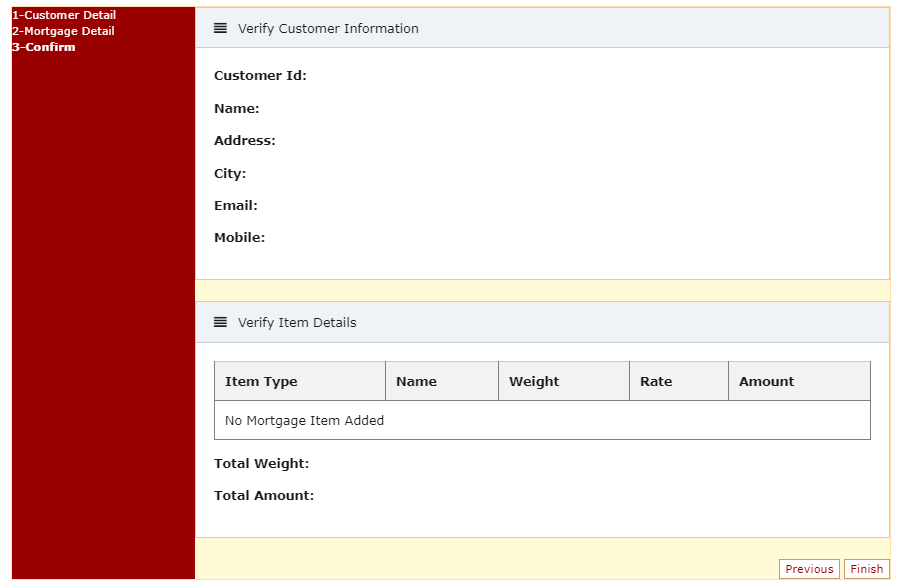 1-Customer Detail
2-Mortgage Detail
3-Confirm
Verify Customer Information
Customer Id:
Name:
Address:
City:
Email:
Mobile:
Verify Item Details
Item Type Name Weight Rate Amount
No Mortgage Item Added
Total Weight:
Total Amount:
Previous Finish